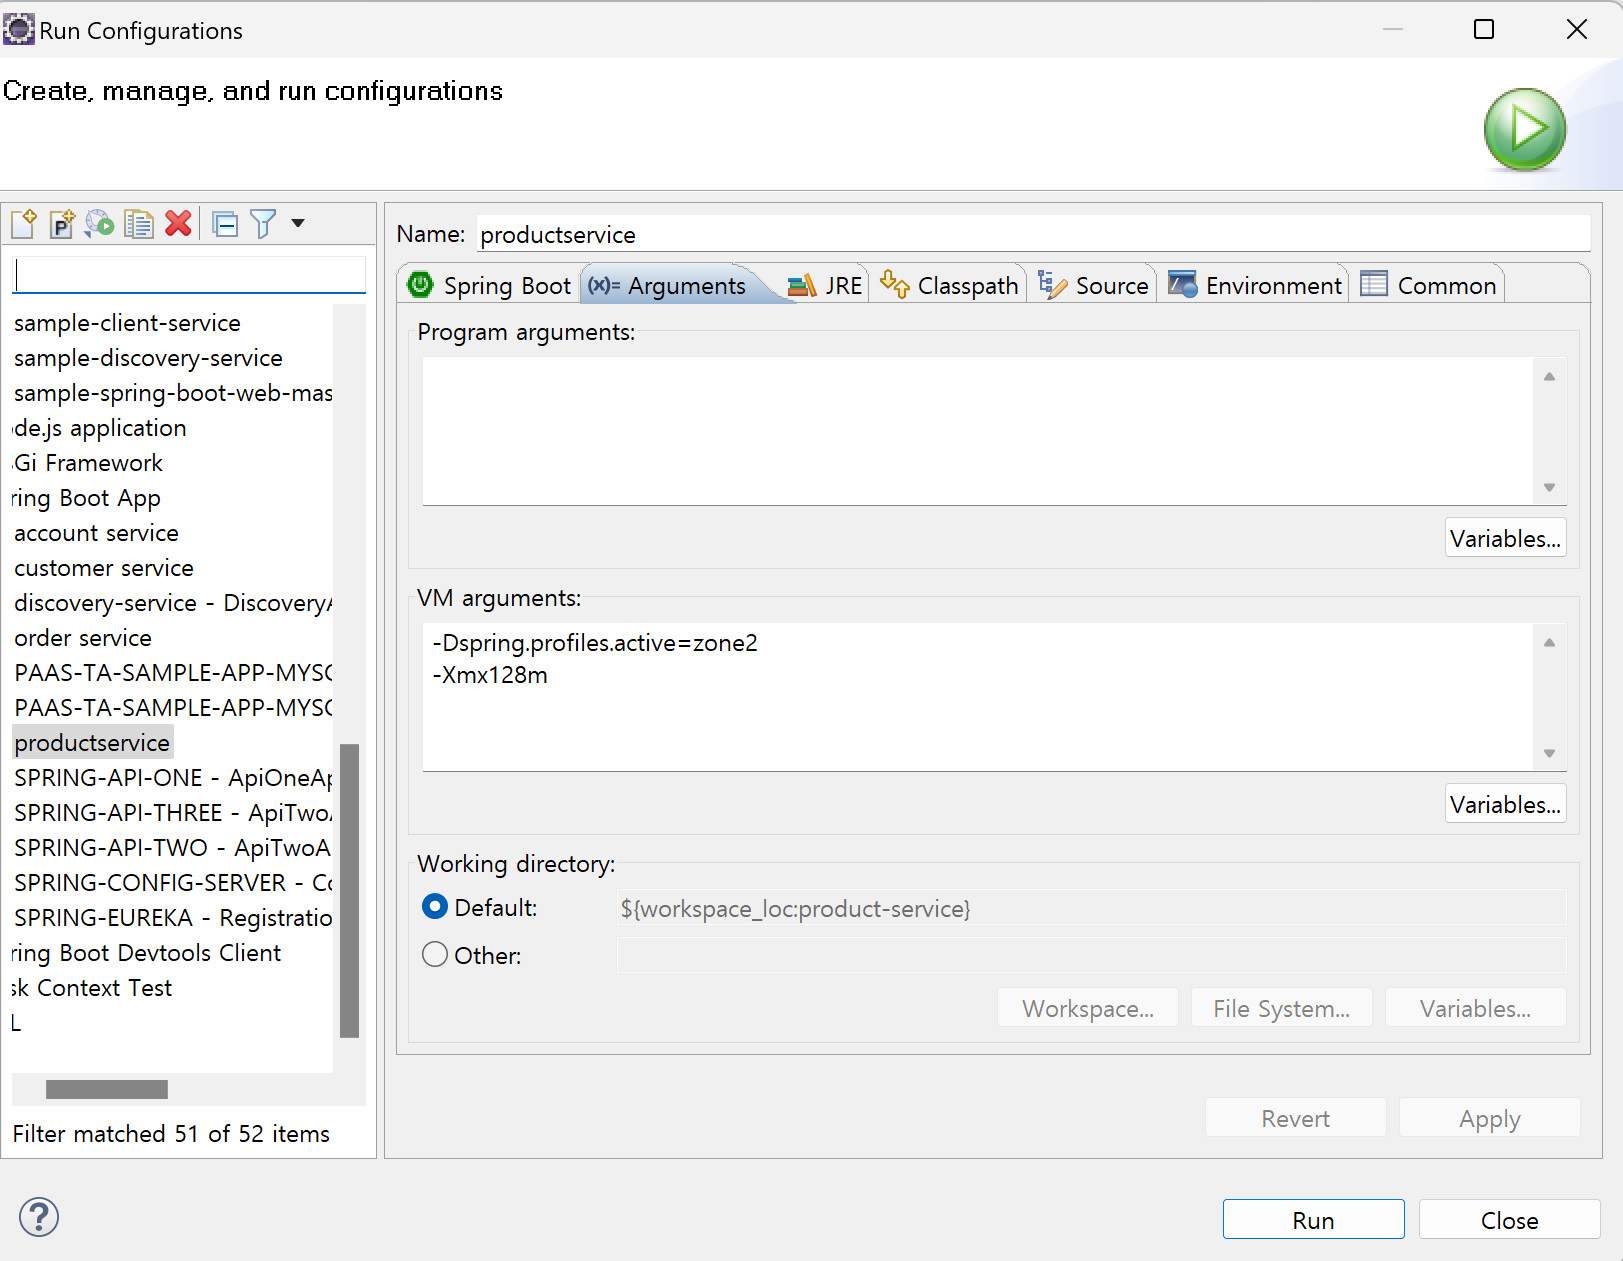 Run Configurations
Create, manage, and run configurations
sample-client-service
sample-discovery-service
sample-spring-boot-web-mas
de.js application
Gi Framework
ring Boot App
account service
customer service
discovery-service - Discovery
order service
PAAS-TA-SAMPLE-APP-MYS
PAAS-TA-SAMPLE-APP-MYS
productservice
SPRING-API-ONE - ApiOneAp
SPRING-API-THREE - ApiTwo
SPRING-API-TWO - ApiTwoA
SPRING-CONFIG-SERVER - Co
SPRING-EUREKA - Registratio
ring Boot Devtools Client
sk Context Test
L
Filter matched 51 of 52 items
Name: productservice
Spring Boot (x)= Arguments JRE Classpath Source Environment Common
Program arguments:
Variables...
VM arguments:
-Dspring.profiles.active=zone2
-Xmx128m
Variables...
Working directory:
Default: ${workspace_loc:product-service}
Other:
Workspace... File System... Variables...
Revert Apply
Run Close